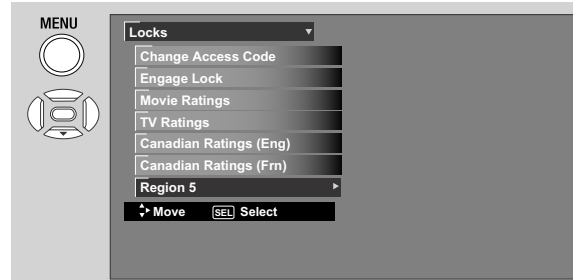 MENU
Locks
Change Access Code
Engage Lock
Movie Ratings
TV Ratings
Canadian Ratings (Eng)
Canadian Ratings (Frn)
Region 5
Move SEL Select